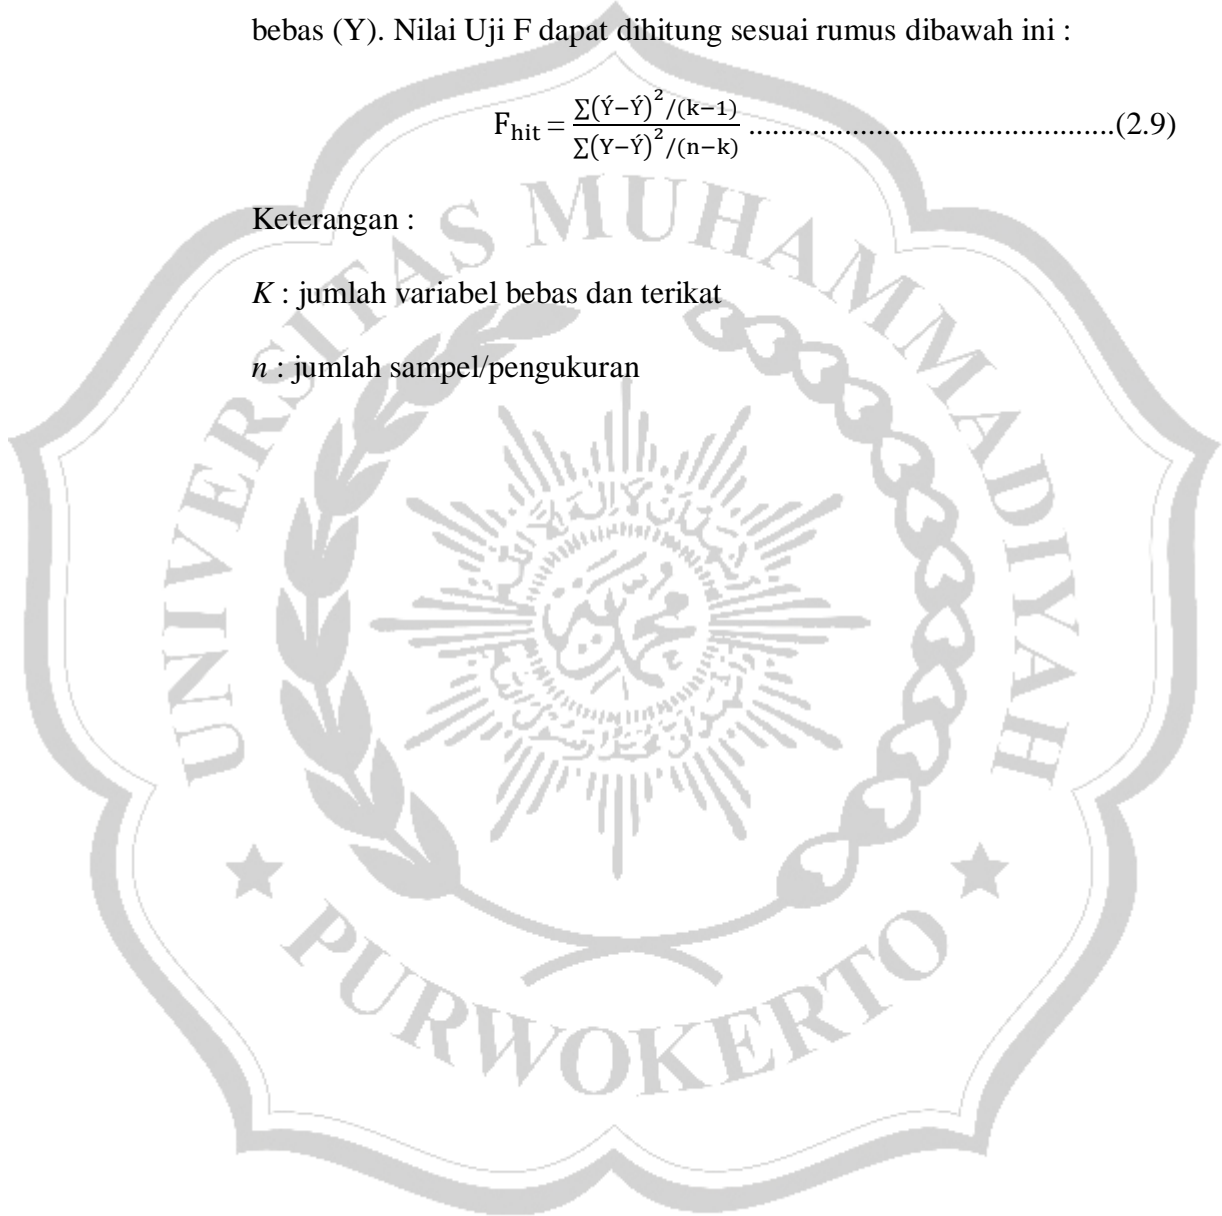 bebas (Y). Nilai Uji F dapat dihitung sesuai rumus dibawah ini :
F_hit = ∑(Ý−Ý)²/(k−1) / ∑(Y−Ý)²/(n−k) ...............................................(2.9)
Keterangan :
K : jumlah variabel bebas dan terikat
n : jumlah sampel/pengukuran
UNIVERSITAS MUHAMMADIYAH
PURWOKERTO